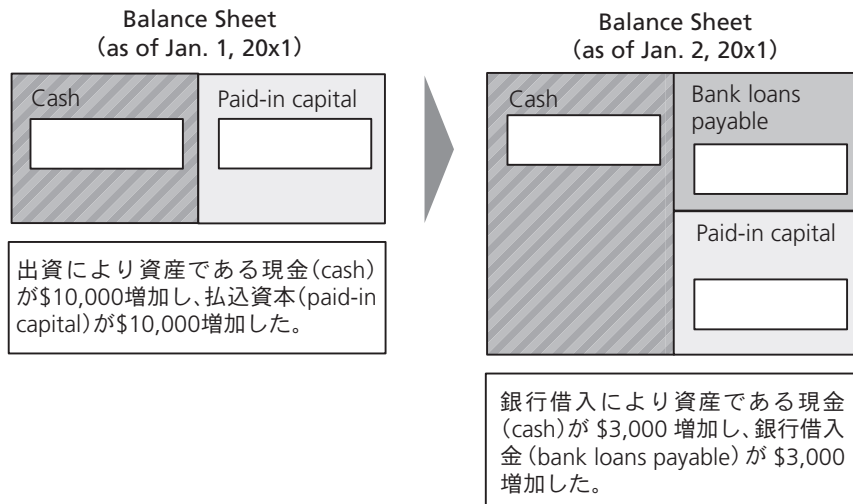 Balance Sheet
(as of Jan. 1, 20x1)
Cash
Paid-in capital
出資により資産である現金(cash)
が$10,000増加し、払込資本(paid-in
capital)が$10,000増加した。
Balance Sheet
(as of Jan. 2, 20x1)
Cash
Bank loans
payable
Paid-in capital
銀行借入により資産である現金
(cash)が $3,000 増加し、銀行借入
金(bank loans payable)が $3,000
増加した。